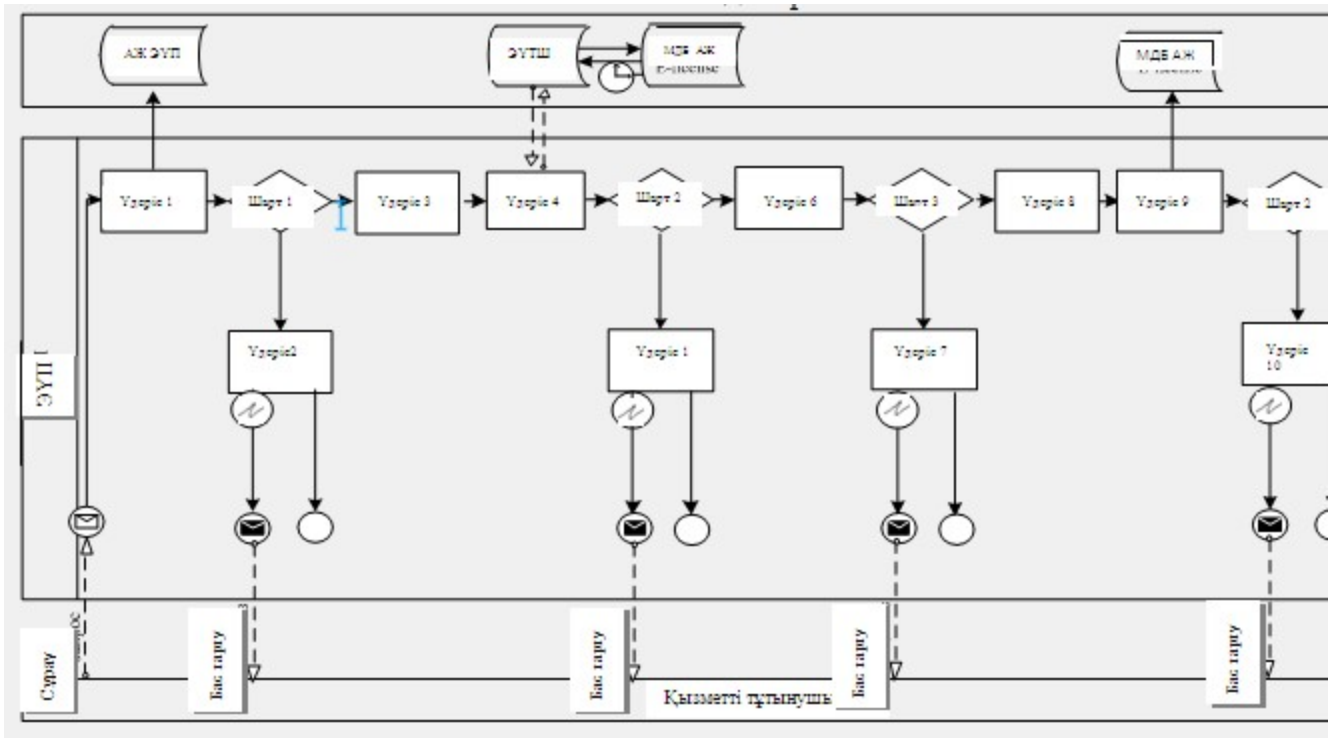 АЖ ЭҮП
ЭҮТШ
МДБ АЖ
МДБ АЖ
Үдеріс 1
Шарт 1
Үдеріс 3
Үдеріс 4
Шарт 2
Үдеріс 6
Шарт 3
Үдеріс 8
Үдеріс 9
Шарт 2
Үдеріс2
Үдеріс 1
Үдеріс 7
Үдеріс
10
ЭҮП
Сұрау
Бас тарту
Бас тарту
Бас тарту
Бас тарту
Қызметті тұтынушы